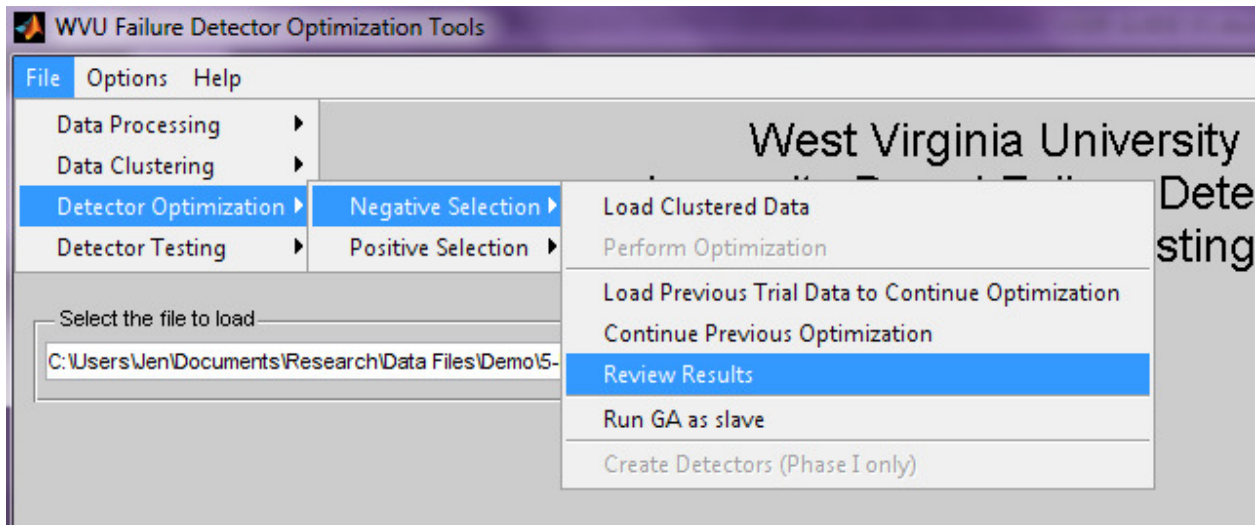 WVU Failure Detector Optimization Tools
File Options Help
Data Processing
Data Clustering
Detector Optimization
Detector Testing
Negative Selection
Positive Selection
Load Clustered Data
Perform Optimization
Load Previous Trial Data to Continue Optimization
Continue Previous Optimization
Review Results
Run GA as slave
Create Detectors (Phase I only)
West Virginia University
Dete
sting
Select the file to load
C:\Users\Jen\Documents\Research\Data Files\Demo\5-